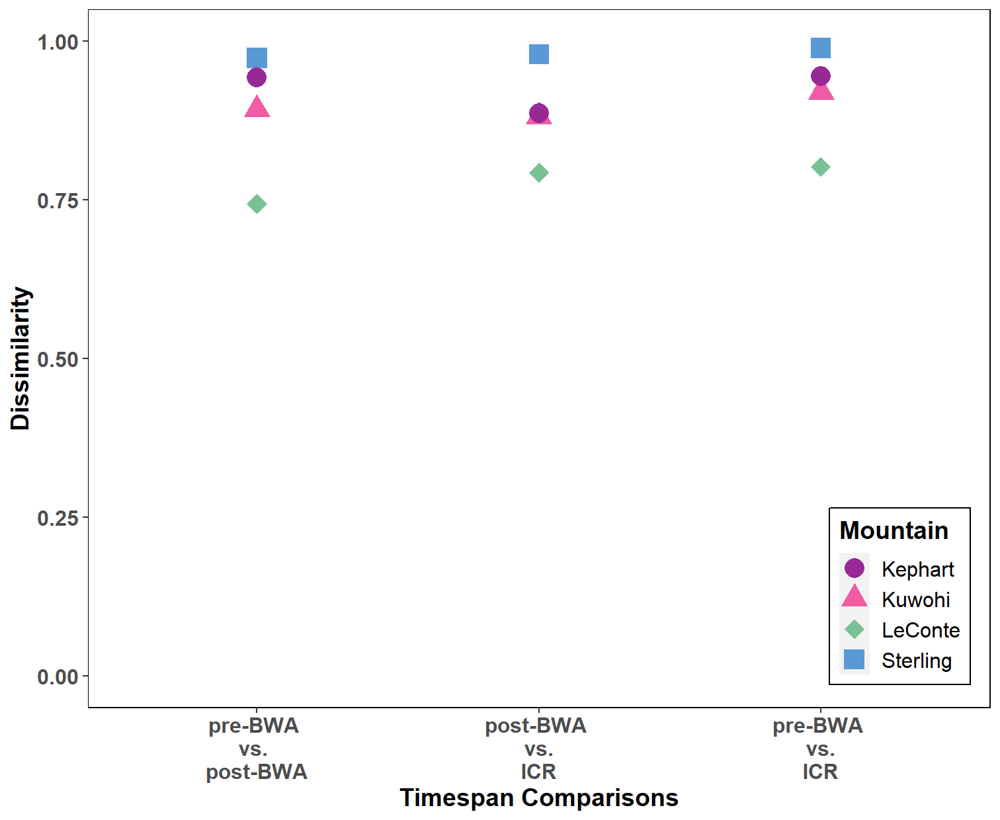 1.00
0.75
0.50
0.25
0.00
Dissimilarity
Mountain
Kephart
Kuwohi
LeConte
Sterling
pre-BWA
vs.
post-BWA
post-BWA
vs.
ICR
pre-BWA
vs.
ICR
Timespan Comparisons